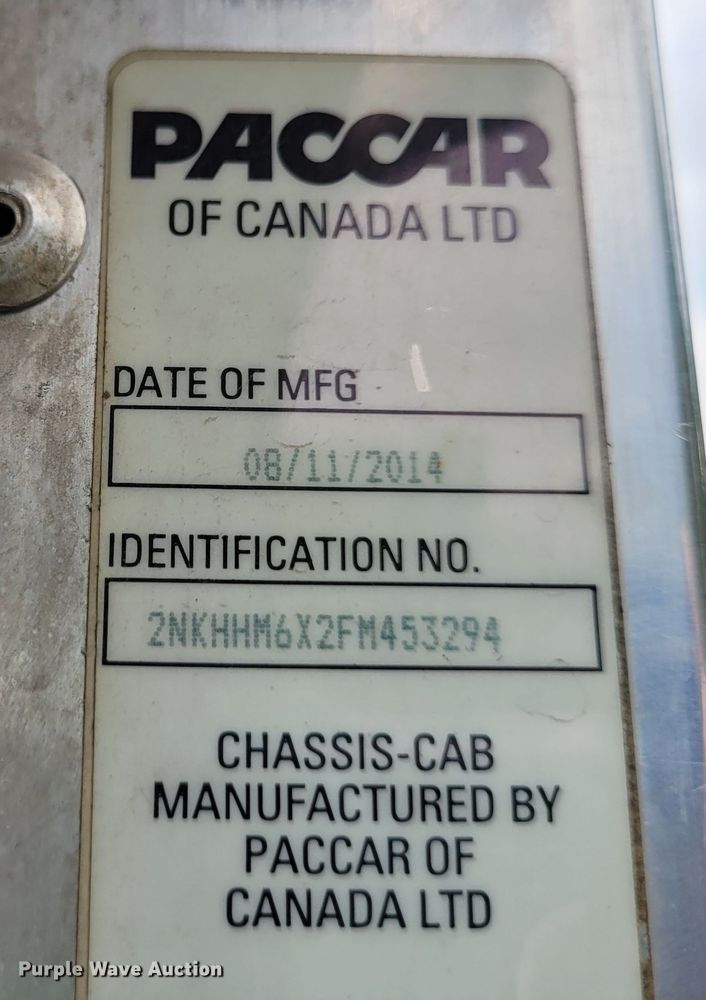 PACCAR
OF CANADA LTD
DATE OF MFG
08/11/2014
IDENTIFICATION NO.
2NKHHM6X2FM453294
CHASSIS-CAB
MANUFACTURED BY
PACCAR OF
CANADA LTD
Purple Wave Auction